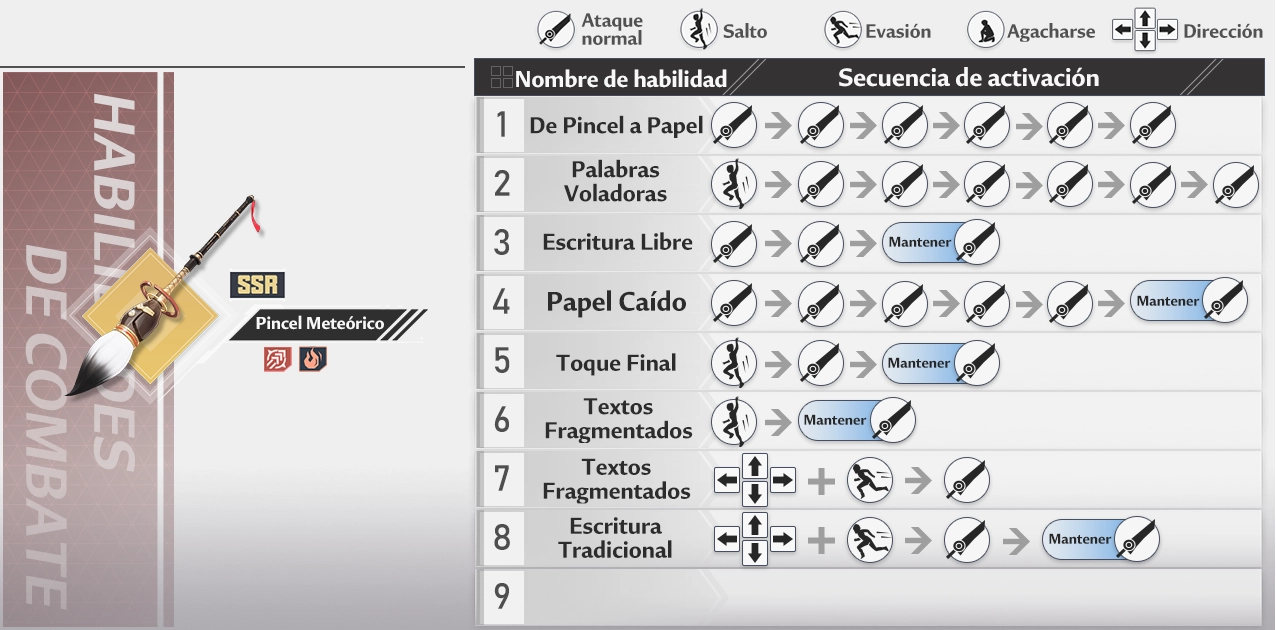 Ataque
normal
Salto
Evasión
Agacharse
Dirección
Nombre de habilidad
Secuencia de activación
HABILIDADES
DE COMBATE
SSR
Pincel Meteórico
1
De Pincel a Papel
2
Palabras
Voladoras
3
Escritura Libre
Mantener
4
Papel Caído
Mantener
5
Toque Final
Mantener
6
Textos
Fragmentados
Mantener
7
Textos
Fragmentados
8
Escritura
Tradicional
Mantener
9